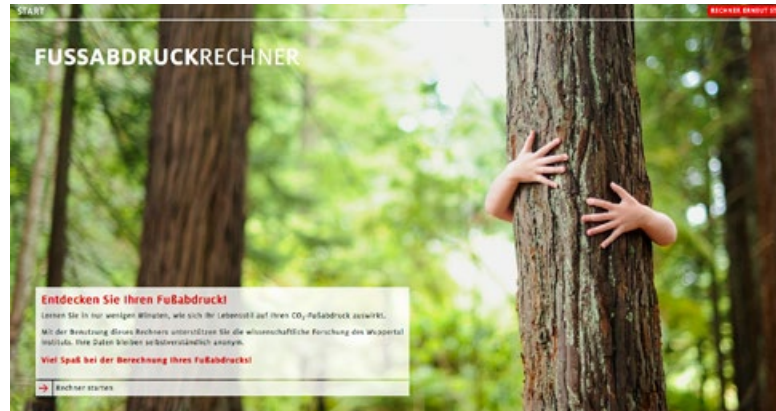 START
RECHNER ERNEUT ST
FUSSABDRUCKRECHNER
Entdecken Sie Ihren Fußabdruck!
Lernen Sie in nur wenigen Minuten, wie sich Ihr Lebensstil auf Ihren CO₂-Fußabdruck auswirkt.
Mit der Benutzung dieses Rechners unterstützen Sie die wissenschaftliche Forschung des Wuppertal
Instituts. Ihre Daten bleiben selbstverständlich anonym.
Viel Spaß bei der Berechnung Ihres Fußabdrucks!
Rechner starten